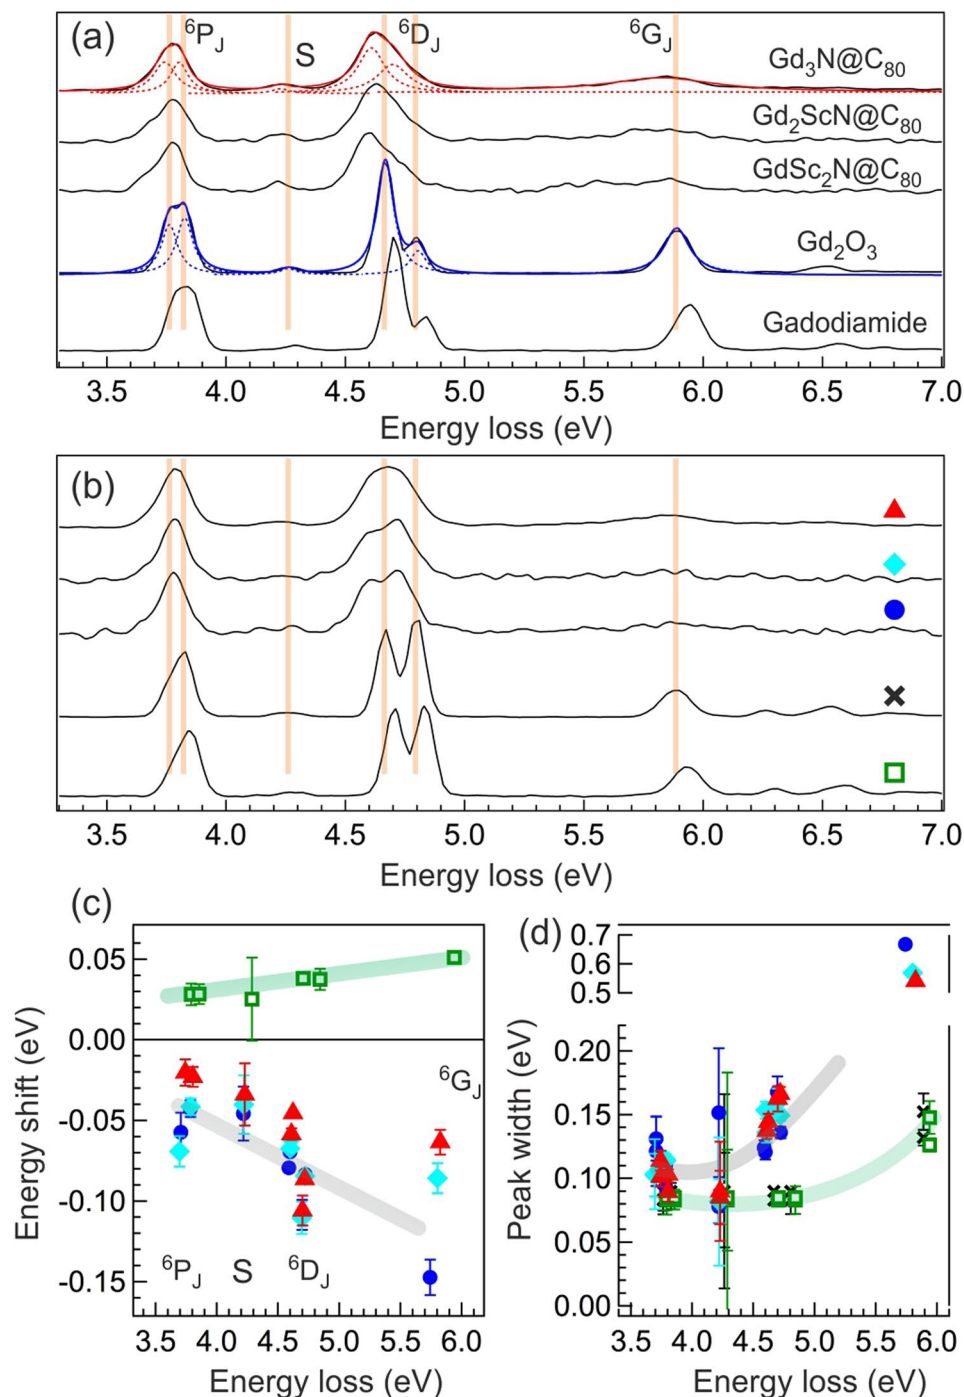 (a)
⁶P_J
S
⁶D_J
⁶G_J
Gd₃N@C₈₀
Gd₂ScN@C₈₀
GdSc₂N@C₈₀
Gd₂O₃
Gadodiamide
3.5 4.0 4.5 5.0 5.5 6.0 6.5 7.0
Energy loss (eV)
(b)
3.5 4.0 4.5 5.0 5.5 6.0 6.5 7.0
Energy loss (eV)
(c)
0.05
0.00
-0.05
-0.10
-0.15
Energy shift (eV)
⁶G_J
⁶P_J S ⁶D_J
3.5 4.0 4.5 5.0 5.5 6.0
Energy loss (eV)
(d)
0.7
0.6
0.5
0.20
0.15
0.10
0.05
0.00
Peak width (eV)
3.5 4.0 4.5 5.0 5.5 6.0
Energy loss (eV)